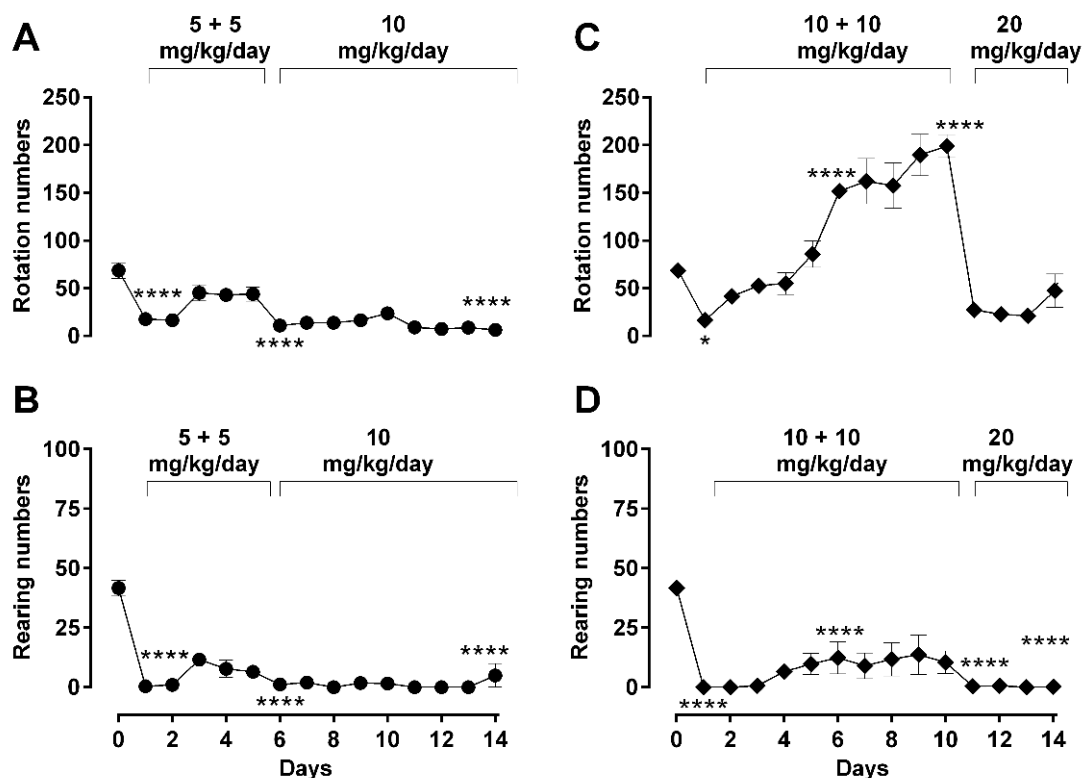 A
5 + 5
mg/kg/day
10
mg/kg/day
250
200
150
100
50
0
Rotation numbers
****
****
****
C
10 + 10
mg/kg/day
20
mg/kg/day
250
200
150
100
50
0
Rotation numbers
*
****
****
B
5 + 5
mg/kg/day
10
mg/kg/day
100
75
50
25
0
Rearing numbers
****
****
****
0 2 4 6 8 10 12 14
Days
D
10 + 10
mg/kg/day
20
mg/kg/day
100
75
50
25
0
Rearing numbers
****
****
****
****
0 2 4 6 8 10 12 14
Days